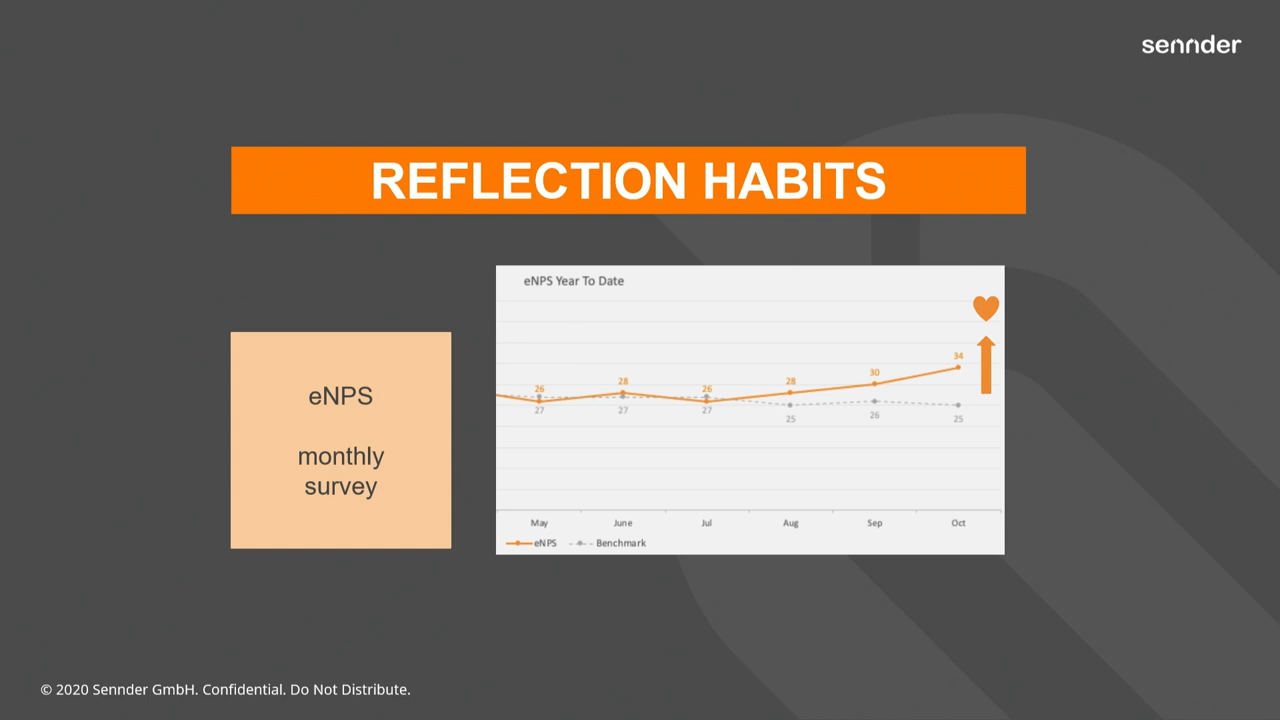 sennder
REFLECTION HABITS
eNPS
monthly
survey
eNPS Year To Date
26 28 26 28 30 34
27 27 27 25 26 25
May June Jul Aug Sep Oct
eNPS Benchmark
© 2020 Sennder GmbH. Confidential. Do Not Distribute.